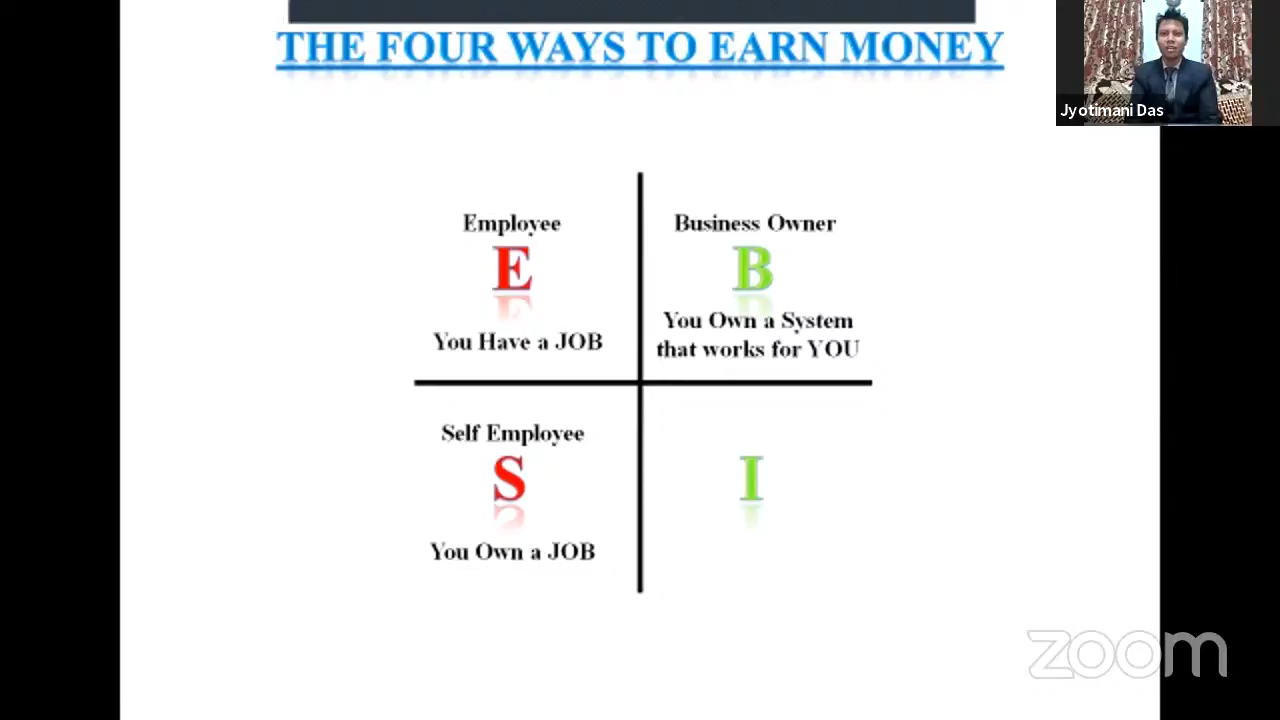 THE FOUR WAYS TO EARN MONEY
Jyotimani Das
Employee
E
You Have a JOB
Business Owner
B
You Own a System
that works for YOU
Self Employee
S
You Own a JOB
I
zoom